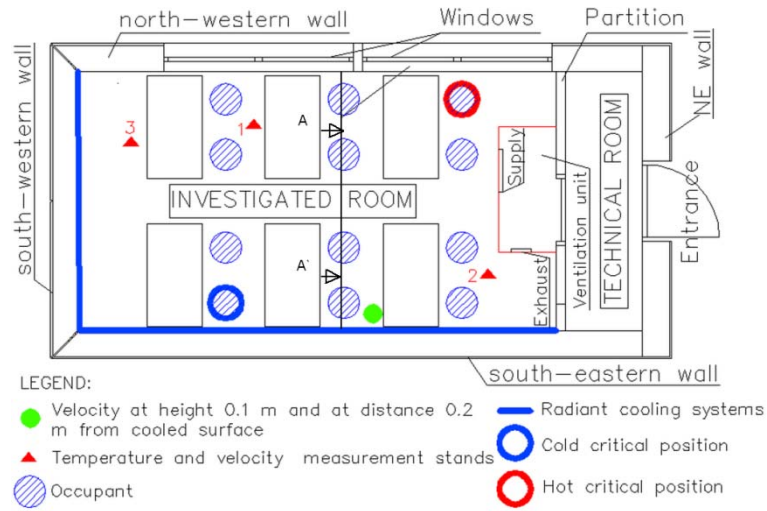 north-western wall
Windows
Partition
south-western wall
NE wall
3
1
A
Supply
Ventilation unit
TECHNICAL ROOM
Entrance
INVESTIGATED ROOM
A`
2
Exhaust
south-eastern wall
LEGEND:
Velocity at height 0.1 m and at distance 0.2
m from cooled surface
Temperature and velocity measurement stands
Occupant
Radiant cooling systems
Cold critical position
Hot critical position